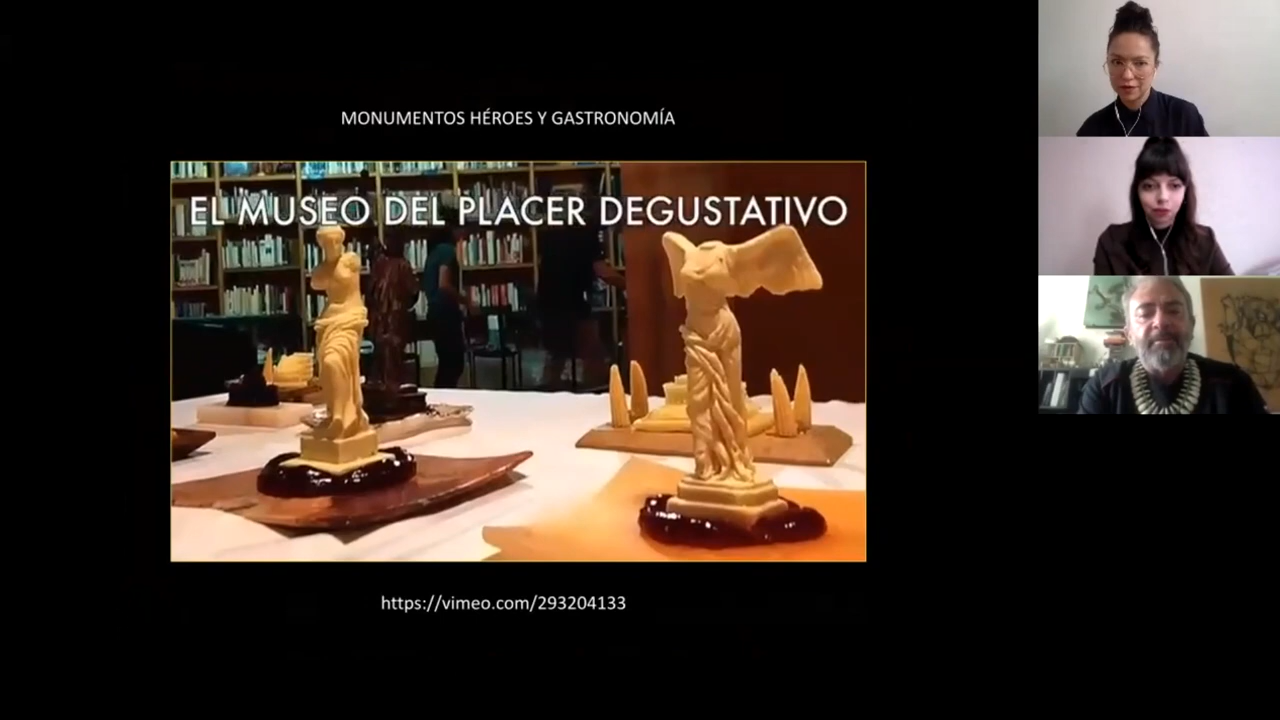 MONUMENTOS HÉROES Y GASTRONOMÍA
EL MUSEO DEL PLACER DEGUSTATIVO
https://vimeo.com/293204133